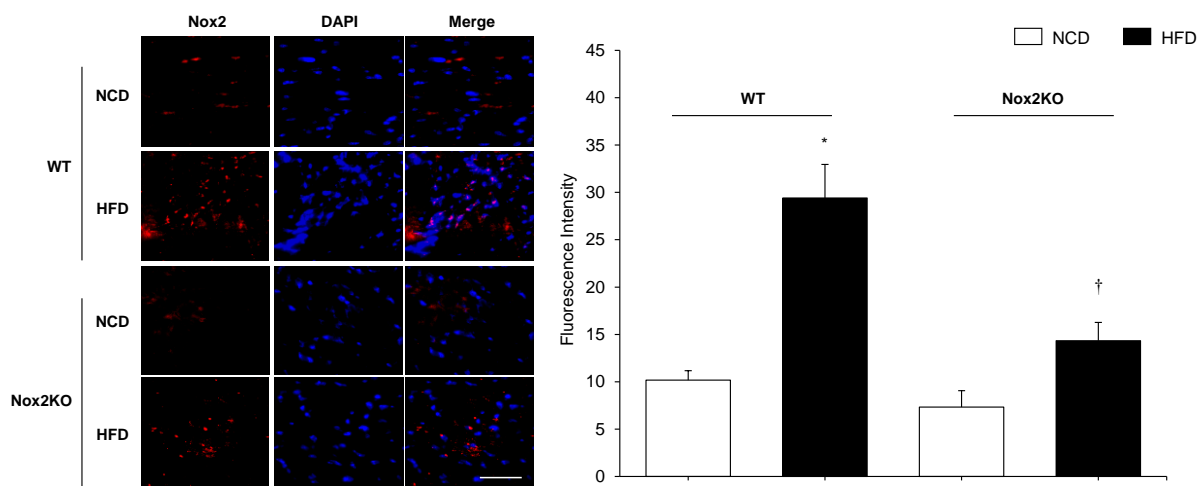 Nox2 DAPI Merge
WT
NCD
HFD
Nox2KO
NCD
HFD
NCD HFD
Fluorescence Intensity
45
40
35
30
25
20
15
10
5
0
WT
Nox2KO
*
†